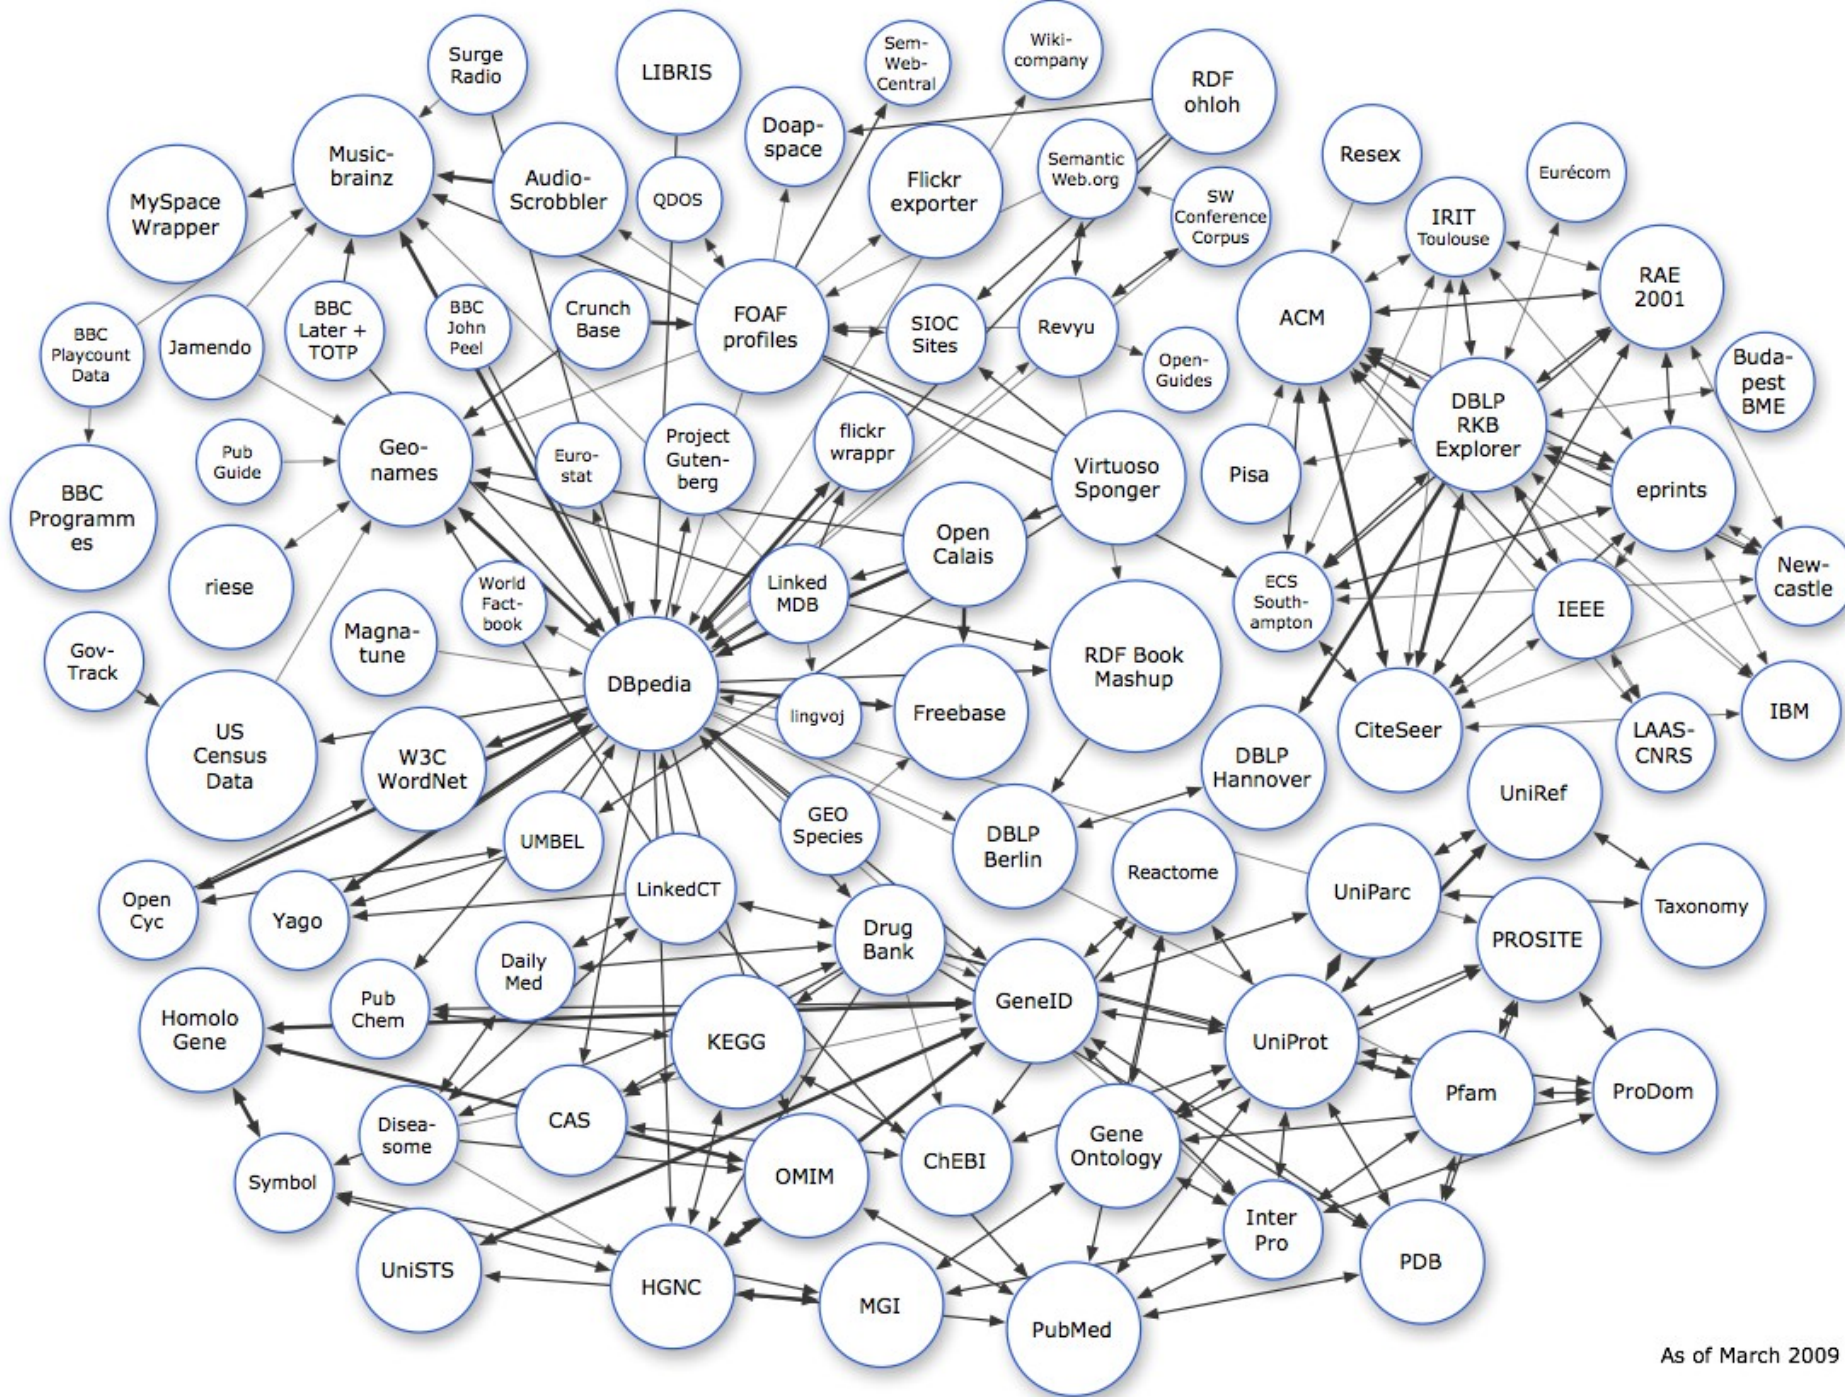 Surge
Radio
LIBRIS
Sem-
Web-
Central
Wiki-
company
RDF
ohloh
Doap-
space
Music-
brainz
MySpace
Wrapper
Audio-
Scrobbler
QDOS
Flickr
exporter
Semantic
Web.org
SW
Conference
Corpus
Resex
Eurécom
IRIT
Toulouse
RAE
2001
ACM
BBC
Playcount
Data
Jamendo
BBC
Later +
TOTP
BBC
John
Peel
Crunch
Base
FOAF
profiles
SIOC
Sites
Revyu
Open-
Guides
Buda-
pest
BME
DBLP
RKB
Explorer
Pub
Guide
Geo-
names
Euro-
stat
Project
Guten-
berg
flickr
wrappr
Virtuoso
Sponger
Pisa
eprints
BBC
Programm
es
riese
World
Fact-
book
Linked
MDB
Open
Calais
ECS
South-
ampton
IEEE
New-
castle
Gov-
Track
Magna-
tune
DBpedia
lingvoj
Freebase
RDF Book
Mashup
US
Census
Data
W3C
WordNet
CiteSeer
LAAS-
CNRS
IBM
DBLP
Hannover
UMBEL
GEO
Species
DBLP
Berlin
UniRef
Open
Cyc
Yago
LinkedCT
Reactome
UniParc
Taxonomy
Daily
Med
Drug
Bank
PROSITE
Homolo
Gene
Pub
Chem
KEGG
GeneID
UniProt
Pfam
ProDom
Disea-
some
CAS
OMIM
ChEBI
Gene
Ontology
Symbol
UniSTS
HGNC
MGI
PubMed
Inter
Pro
PDB
As of March 2009